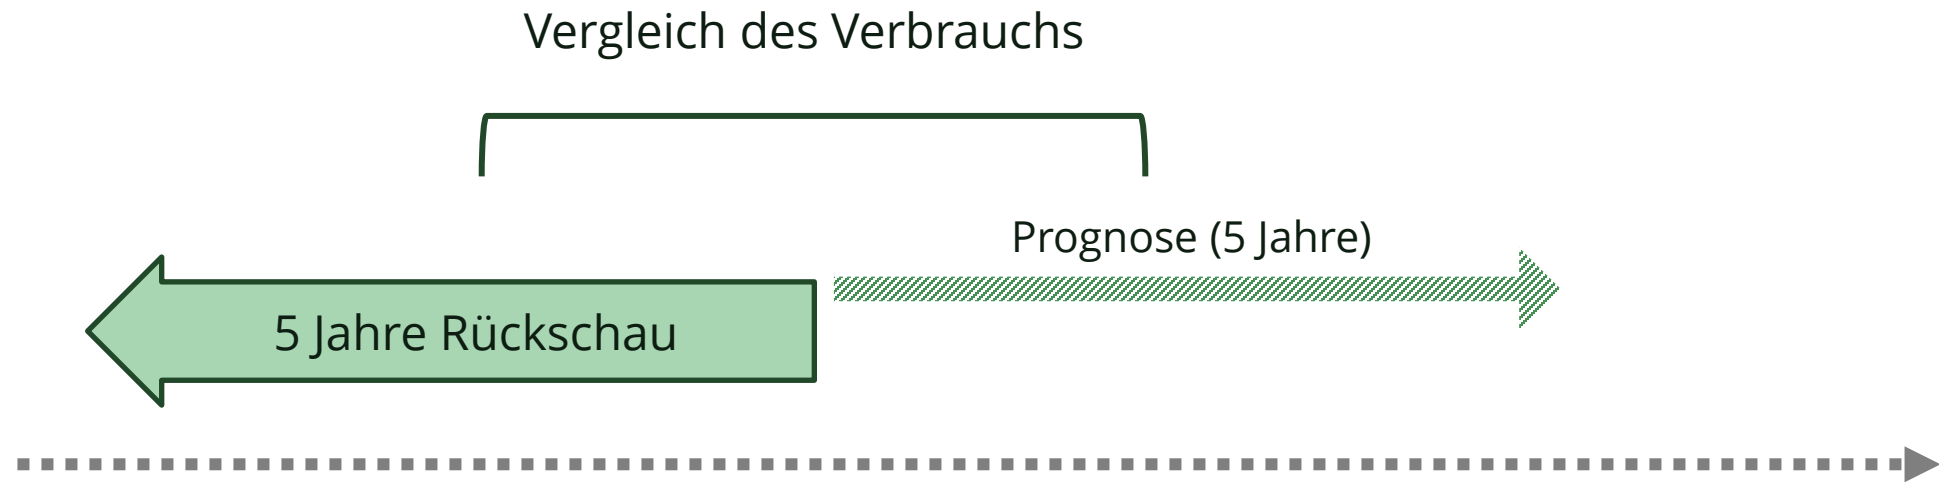 Vergleich des Verbrauchs
Prognose (5 Jahre)
5 Jahre Rückschau